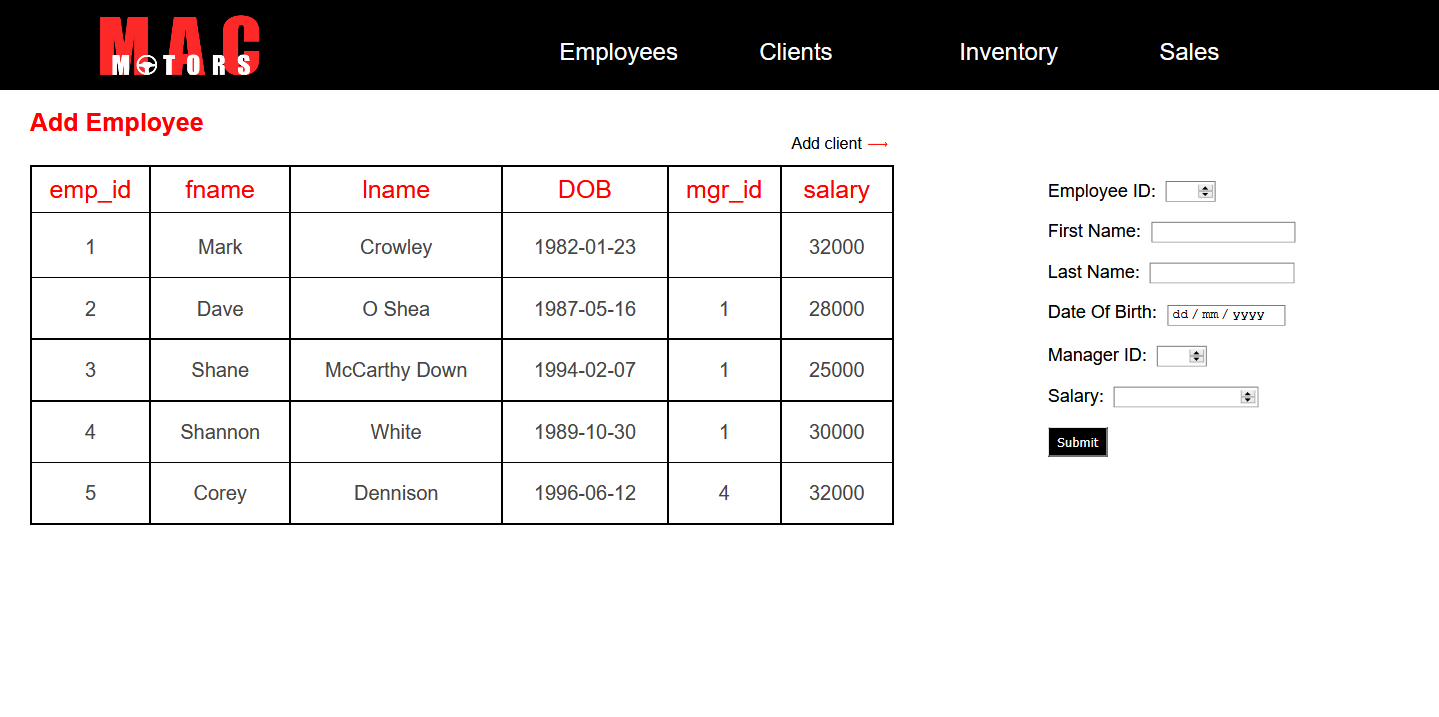 MAC
MOTORS
Employees Clients Inventory Sales
Add Employee
Add client →
emp_id fname lname DOB mgr_id salary
1 Mark Crowley 1982-01-23 32000
2 Dave O Shea 1987-05-16 1 28000
3 Shane McCarthy Down 1994-02-07 1 25000
4 Shannon White 1989-10-30 1 30000
5 Corey Dennison 1996-06-12 4 32000
Employee ID:
First Name:
Last Name:
Date Of Birth: dd / mm / yyyy
Manager ID:
Salary:
Submit